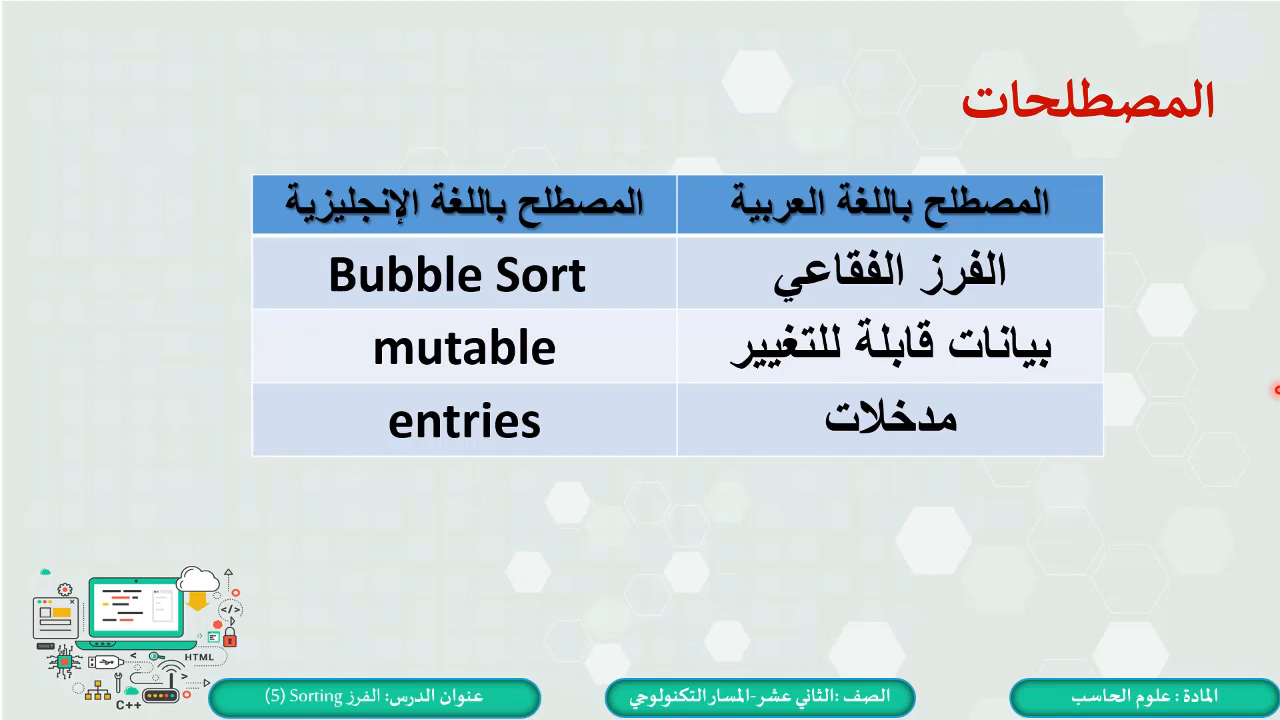 المصطلحات
المصطلح باللغة العربية	المصطلح باللغة الإنجليزية
الفرز الفقاعي	Bubble Sort
بيانات قابلة للتغيير	mutable
مدخلات	entries
</>
HTML
C++
المادة : علوم الحاسب
الصف :الثاني عشر-المسار التكنولوجي
عنوان الدرس: الفرز Sorting (5)